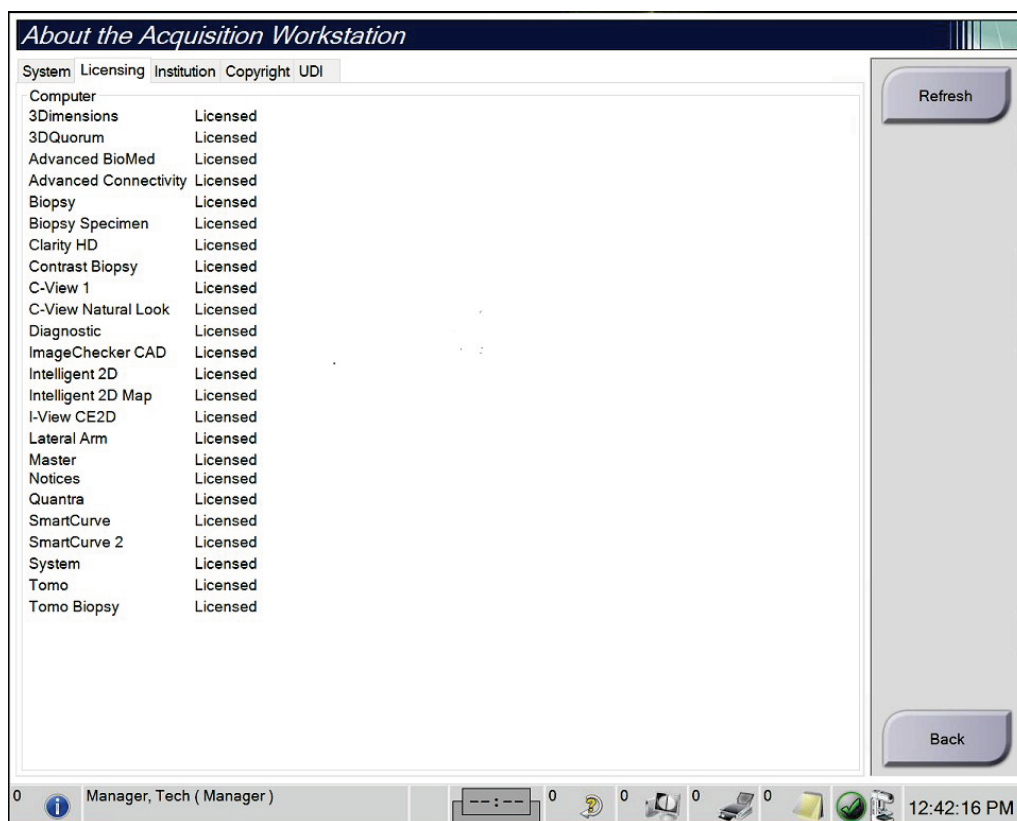 About the Acquisition Workstation
System Licensing Institution Copyright UDI
Refresh
Computer
3Dimensions Licensed
3DQuorum Licensed
Advanced BioMed Licensed
Advanced Connectivity Licensed
Biopsy Licensed
Biopsy Specimen Licensed
Clarity HD Licensed
Contrast Biopsy Licensed
C-View 1 Licensed
C-View Natural Look Licensed
Diagnostic Licensed
ImageChecker CAD Licensed
Intelligent 2D Licensed
Intelligent 2D Map Licensed
I-View CE2D Licensed
Lateral Arm Licensed
Master Licensed
Notices Licensed
Quantra Licensed
SmartCurve Licensed
SmartCurve 2 Licensed
System Licensed
Tomo Licensed
Tomo Biopsy Licensed
Back
0 Manager, Tech ( Manager ) --:-- 0 0 0 0 12:42:16 PM